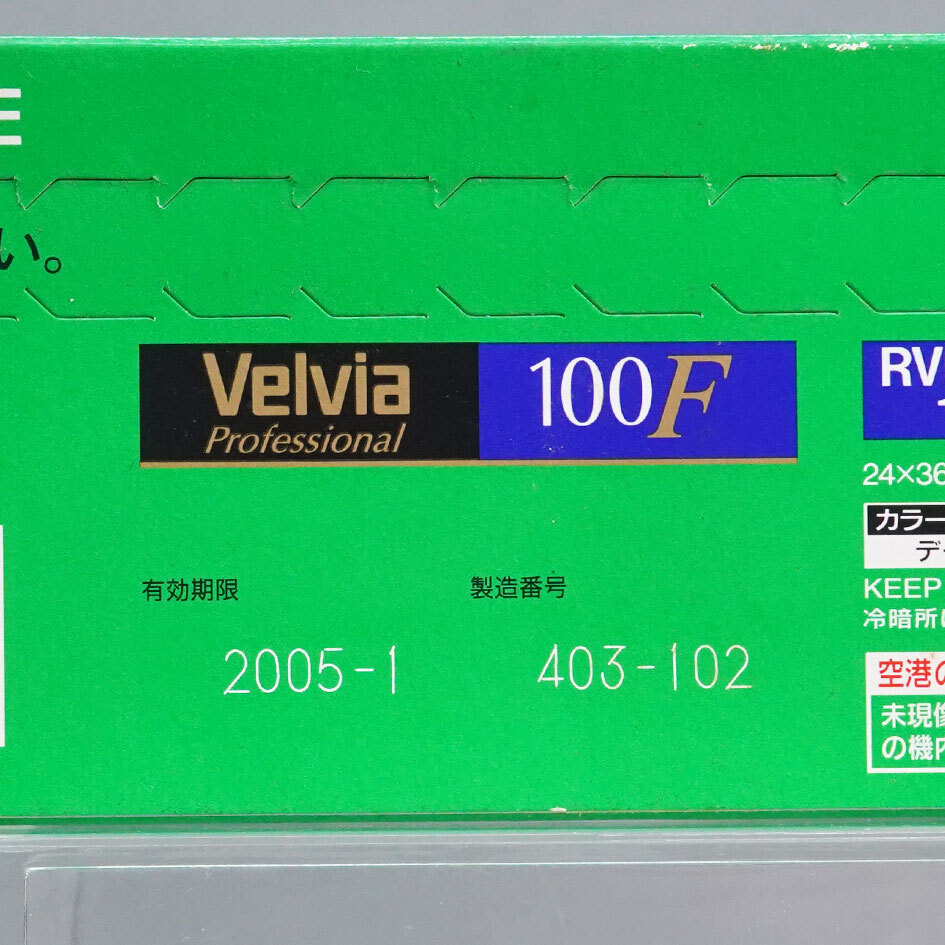 E
い。
Velvia
Professional
100F
有効期限
製造番号
2005-1
403-102
RV
24×36
カラー
デ
KEEP
冷暗所に
空港の
未現像
の機内